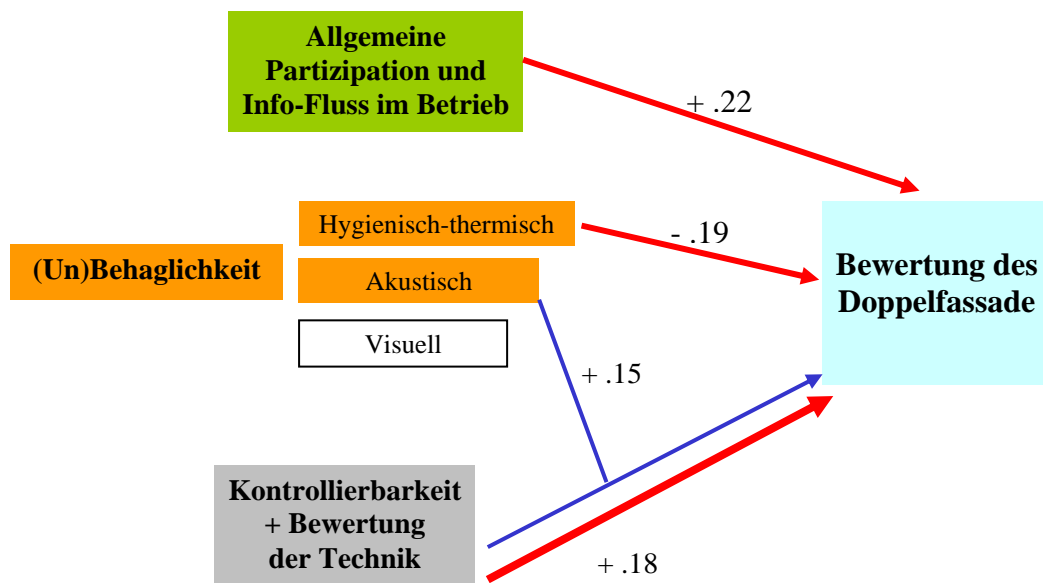 Allgemeine
Partizipation und
Info-Fluss im Betrieb
+ .22
Hygienisch-thermisch
- .19
(Un)Behaglichkeit
Akustisch
Visuell
Bewertung des
Doppelfassade
+ .15
Kontrollierbarkeit
+ Bewertung
der Technik
+ .18